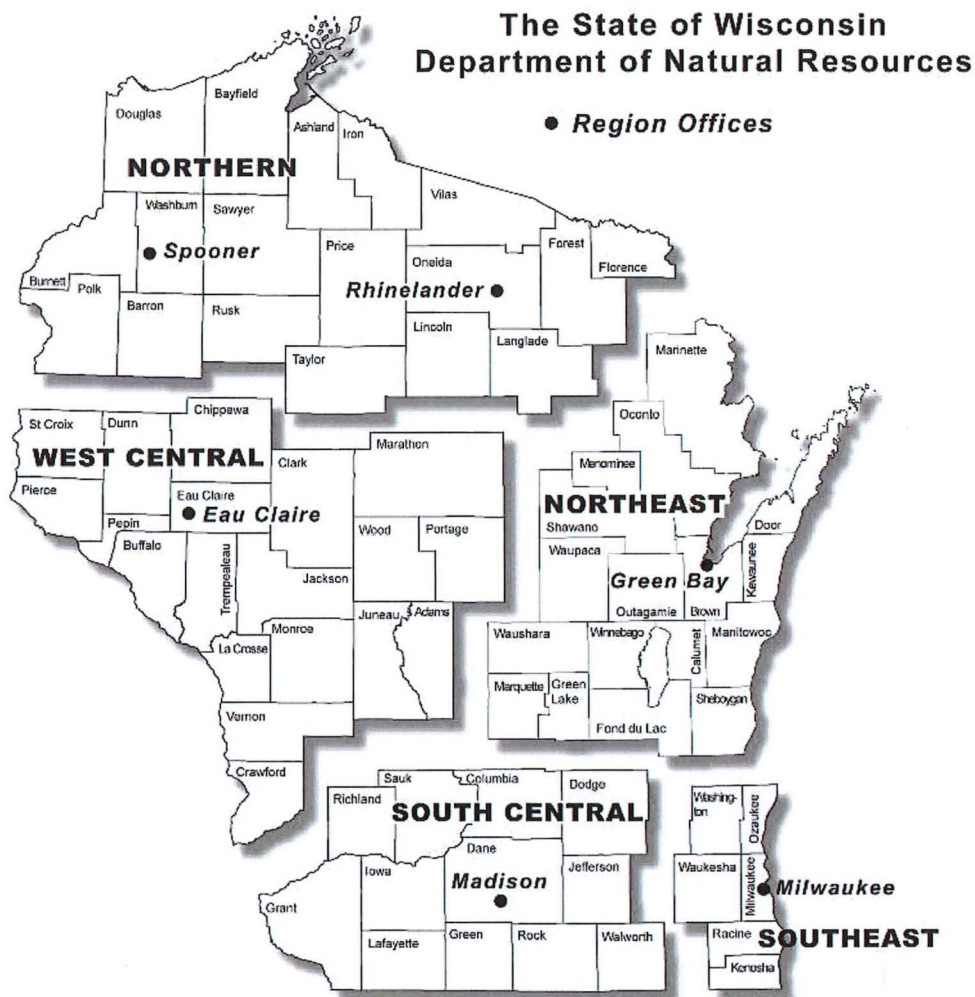 The State of Wisconsin
Department of Natural Resources
● Region Offices
Bayfield
Douglas
Ashland
Iron
NORTHERN
Vilas
Washburn
Sawyer
Forest
Price
Spooner
Oneida
Florence
Burnett
Polk
Rhinelander
Barron
Rusk
Lincoln
Langlade
Taylor
Marinette
Chippewa
St Croix
Dunn
Oconto
Marathon
WEST CENTRAL
Clark
Menominee
Pierce
Eau Claire
NORTHEAST
Eau Claire
Pepin
Wood
Portage
Shawano
Door
Buffalo
Waupaca
Trempealeau
Jackson
Green Bay
Kewaunee
Juneau
Adams
Outagamie
Brown
Monroe
Waushara
Winnebago
Calumet
Manitowoc
La Crosse
Marquette
Green
Lake
Sheboygan
Vernon
Fond du Lac
Crawford
Sauk
Columbia
Dodge
Richland
Washing-
ton
Ozaukee
SOUTH CENTRAL
Dane
Iowa
Jefferson
Waukesha
Milwaukee
Madison
Milwaukee
Grant
Lafayette
Green
Rock
Walworth
Racine
SOUTHEAST
Kenosha